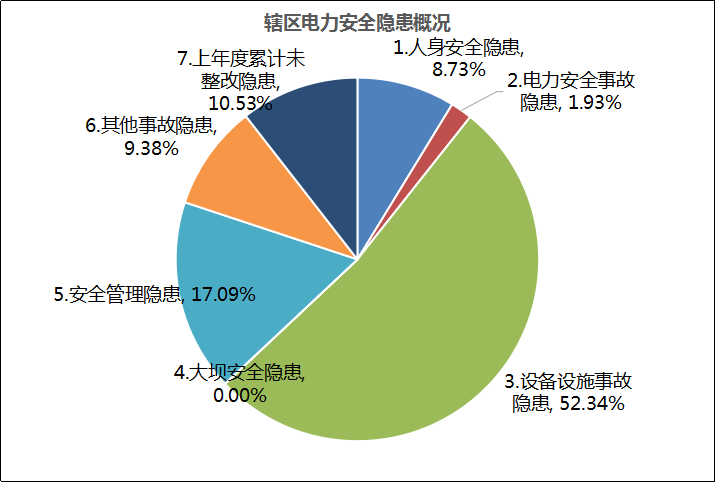 辖区电力安全隐患概况
1.人身安全隐患,
8.73%
2.电力安全事故
隐患, 1.93%
3.设备设施事故
隐患, 52.34%
4.大坝安全隐患,
0.00%
5.安全管理隐患, 17.09%
6.其他事故隐患,
9.38%
7.上年度累计未
整改隐患,
10.53%